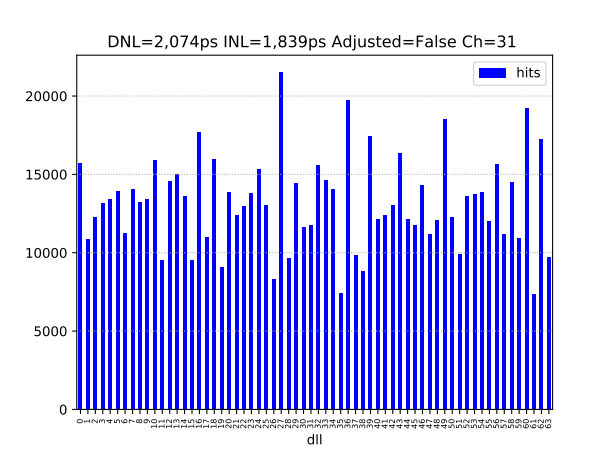 DNL=2,074ps INL=1,839ps Adjusted=False Ch=31
hits
20000
15000
10000
5000
0
0 1 2 3 4 5 6 7 8 9 10 11 12 13 14 15 16 17 18 19 20 21 22 23 24 25 26 27 28 29 30 31 32 33 34 35 36 37 38 39 40 41 42 43 44 45 46 47 48 49 50 51 52 53 54 55 56 57 58 59 60 61 62 63
dll